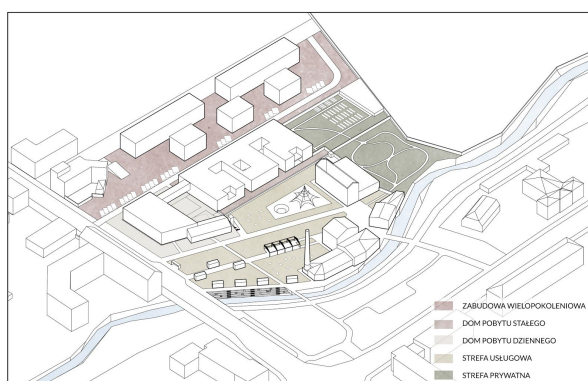 ZABUDOWA WIELOPOKOLENIOWA
DOM POBYTU STAŁEGO
DOM POBYTU DZIENNEGO
STREFA USŁUGOWA
STREFA PRYWATNA